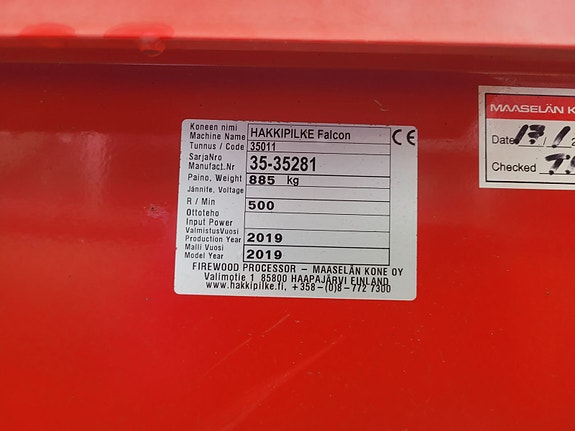 Koneen nimi
Machine Name HAKKIPILKE Falcon CE
Tunnus / Code 35011
SarjaNro
Manufact.Nr 35-35281
Paino, Weight 885 kg
Jännite, Voltage
R / Min 500
Ottoteho
Input Power
ValmistusVuosi
Production Year 2019
Malli Vuosi
Model Year 2019
FIREWOOD PROCESSOR – MAASELÄN KONE OY
Valimotie 1 85800 HAAPAJÄRVI FINLAND
www.hakkipilke.fi, +358–(0)8–772 7300
MAASELÄN KO
Date 17/1
Checked